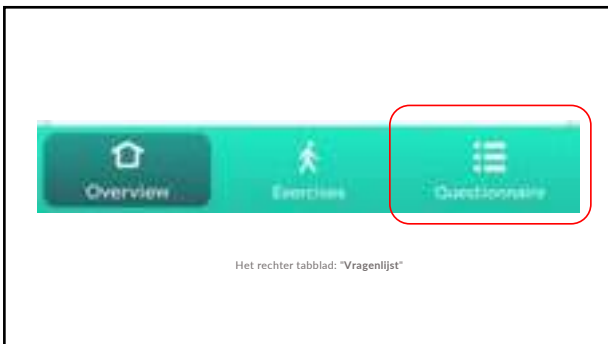 Overview
Exercises
Questionnaire
Het rechter tabblad: "Vragenlijst"